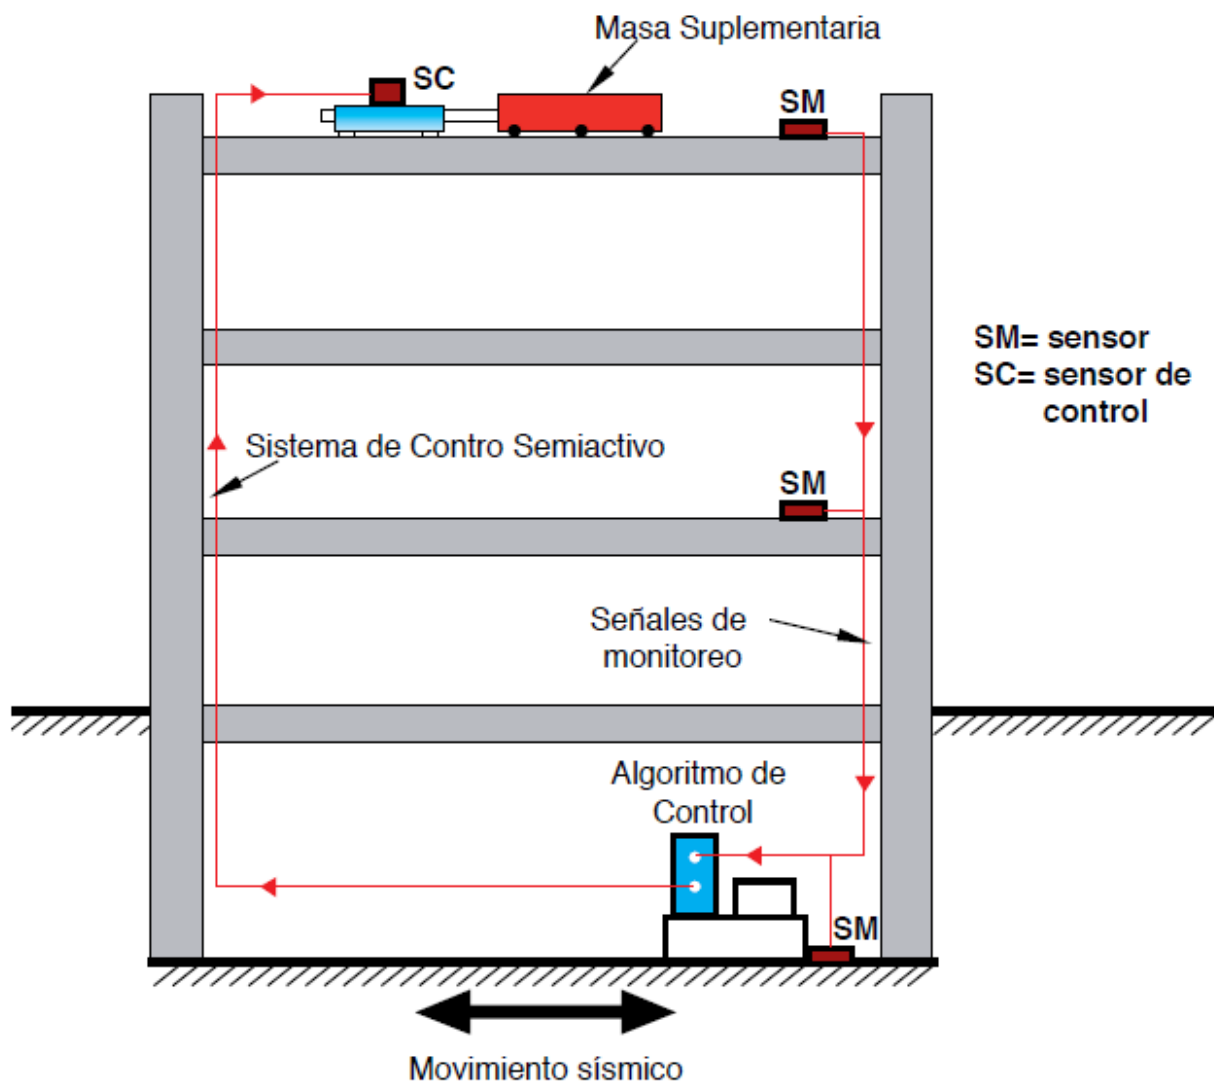 Masa Suplementaria
SC
SM
SM= sensor
SC= sensor de
control
Sistema de Contro Semiactivo
SM
Señales de
monitoreo
Algoritmo de
Control
SM
Movimiento sísmico